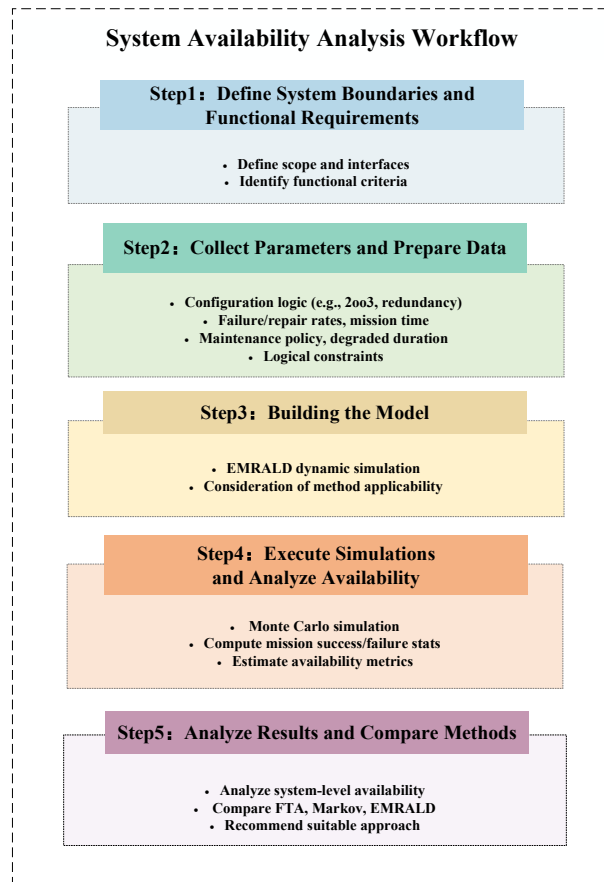 System Availability Analysis Workflow
Step1：Define System Boundaries and
Functional Requirements
• Define scope and interfaces
• Identify functional criteria
Step2：Collect Parameters and Prepare Data
• Configuration logic (e.g., 2oo3, redundancy)
• Failure/repair rates, mission time
• Maintenance policy, degraded duration
• Logical constraints
Step3：Building the Model
• EMRALD dynamic simulation
• Consideration of method applicability
Step4：Execute Simulations
and Analyze Availability
• Monte Carlo simulation
• Compute mission success/failure stats
• Estimate availability metrics
Step5：Analyze Results and Compare Methods
• Analyze system-level availability
• Compare FTA, Markov, EMRALD
• Recommend suitable approach